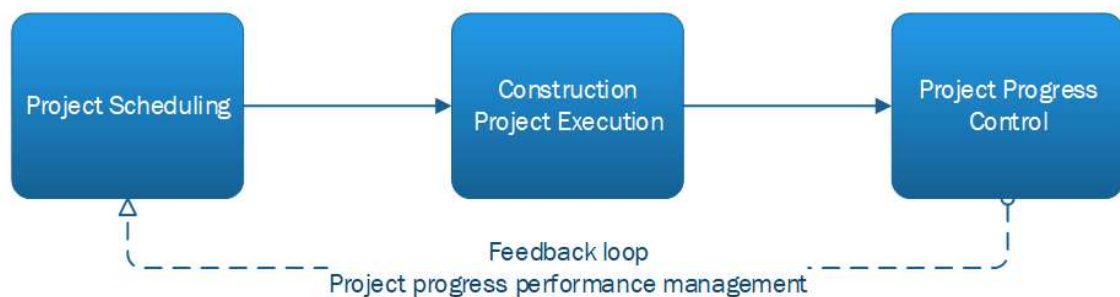 Project Scheduling
Construction
Project Execution
Project Progress
Control
Feedback loop
Project progress performance management